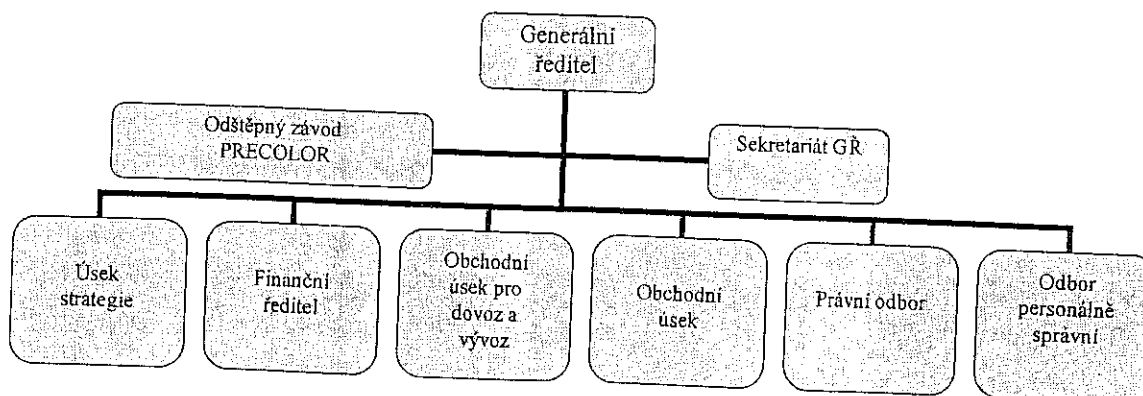 Generální
ředitel
Odštěpný závod
PRECOLOR
Sekretariát GŘ
Úsek
strategie
Finanční
ředitel
Obchodní
úsek pro
dovoz a
vývoz
Obchodní
úsek
Právní odbor
Odbor
personálně
správní